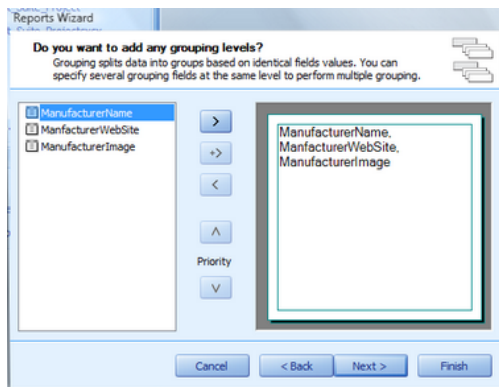 Reports Wizard
Do you want to add any grouping levels?
Grouping splits data into groups based on identical fields values. You can
specify several grouping fields at the same level to perform multiple grouping.
ManufacturerName
ManfacturerWebSite
ManufacturerImage
>
+>
<
Priority
ManufacturerName,
ManfacturerWebSite,
ManufacturerImage
Cancel
< Back
Next >
Finish